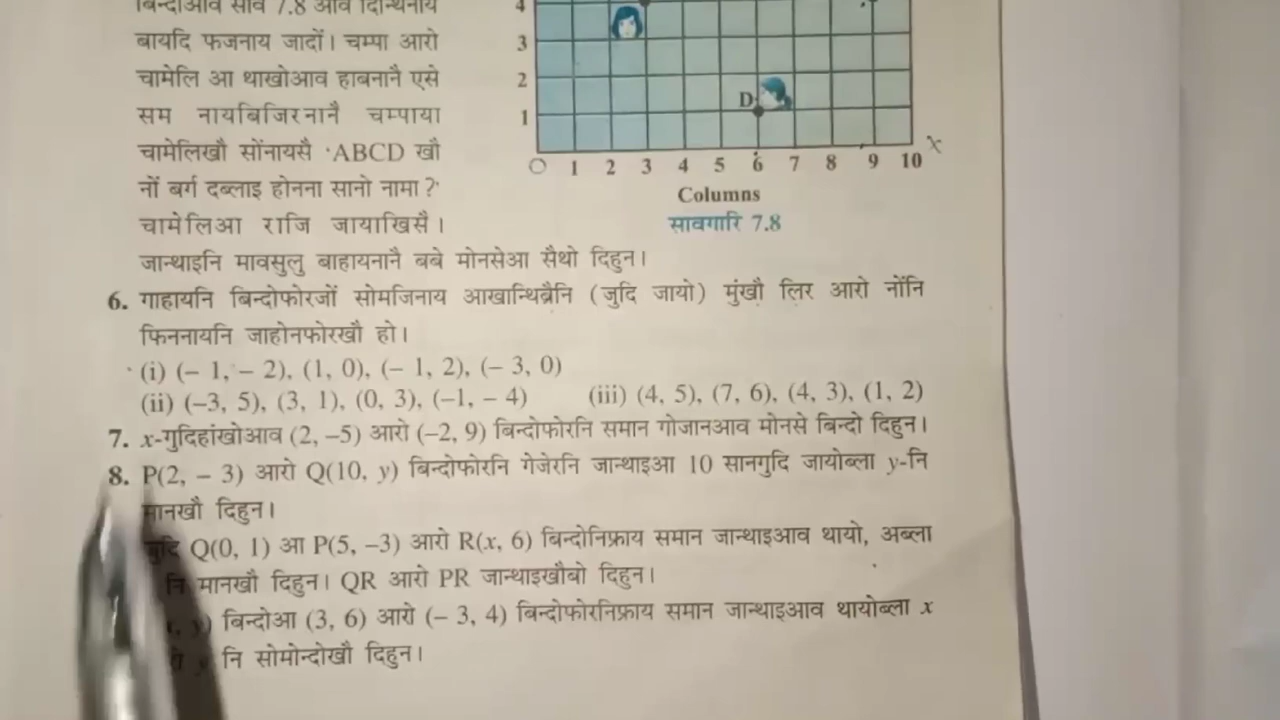 4
बायदि फजनाय जादों। चम्पा आरो
3
चामेलि आ थाखोआव हाबनानै एसे
2
सम नायबिजिरनानै चम्पाया
D
1
चामेलिखौ सोंनायसै ·ABCD खौ
O 1 2 3 4 5 6 7 8 9 10 X
नों बर्ग दब्लाइ होनना सानो नामा?
Columns
चामेलिआ राजि जायाखिसै।
सावगारि 7.8
जान्थाइनि मावसुलु बाहायनानै बबे मोनसेआ सैथो दिहुन।
6. गाहायनि बिन्दोफोरजों सोमजिनाय आखान्थिब्रैनि (जुदि जायो) मुंखौ लिर आरो नोंनि
फिननायनि जाहोनफोरखौ हो।
(i) (– 1, – 2), (1, 0), (– 1, 2), (– 3, 0)
(ii) (–3, 5), (3, 1), (0, 3), (–1, – 4) (iii) (4, 5), (7, 6), (4, 3), (1, 2)
7. x-गुदिहांखोआव (2, –5) आरो (–2, 9) बिन्दोफोरनि समान गोजानआव मोनसे बिन्दो दिहुन।
8. P(2, – 3) आरो Q(10, y) बिन्दोफोरनि गेजेरनि जान्थाइआ 10 सानगुदि जायोब्ला y-नि
मानखौ दिहुन।
जुदि Q(0, 1) आ P(5, –3) आरो R(x, 6) बिन्दोनिफ्राय समान जान्थाइआव थायो, अब्ला
नि मानखौ दिहुन। QR आरो PR जान्थाइखौबो दिहुन।
y) बिन्दोआ (3, 6) आरो (– 3, 4) बिन्दोफोरनिफ्राय समान जान्थाइआव थायोब्ला x
नि सोमोन्दोखौ दिहुन।